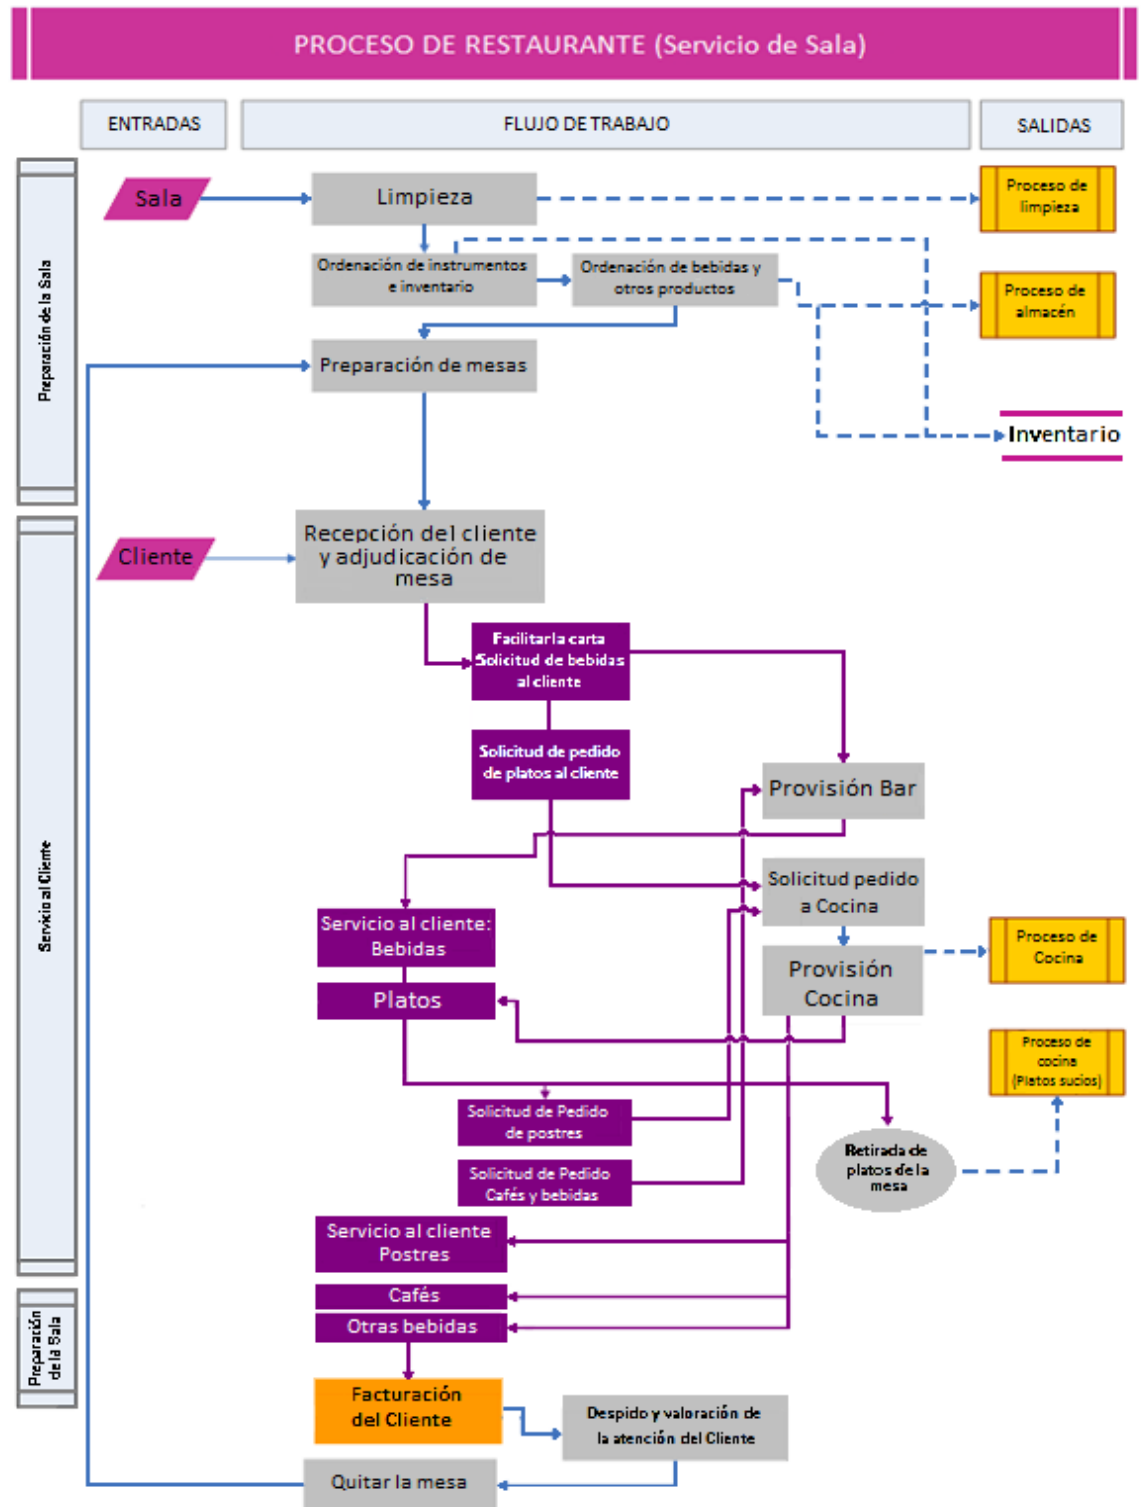 PROCESO DE RESTAURANTE (Servicio de Sala)
ENTRADAS
FLUJO DE TRABAJO
SALIDAS
Preparación de la Sala
Sala
Limpieza
Proceso de
limpieza
Ordenación de instrumentos
e inventario
Ordenación de bebidas y
otros productos
Proceso de
almacén
Preparación de mesas
Inventario
Servicio al Cliente
Cliente
Recepción del cliente
y adjudicación de
mesa
Facilitar la carta
Solicitud de bebidas
al cliente
Solicitud de pedido
de platos al cliente
Provisión Bar
Solicitud pedido
a Cocina
Servicio al cliente:
Bebidas
Proceso de
Cocina
Provisión
Cocina
Platos
Proceso de
cocina
(Platos sucios)
Solicitud de Pedido
de postres
Retirada de
platos de la
mesa
Solicitud de Pedido
Cafés y bebidas
Servicio al cliente
Postres
Cafés
Otras bebidas
Preparación
de la Sala
Facturación
del Cliente
Despido y valoración de
la atención del Cliente
Quitar la mesa